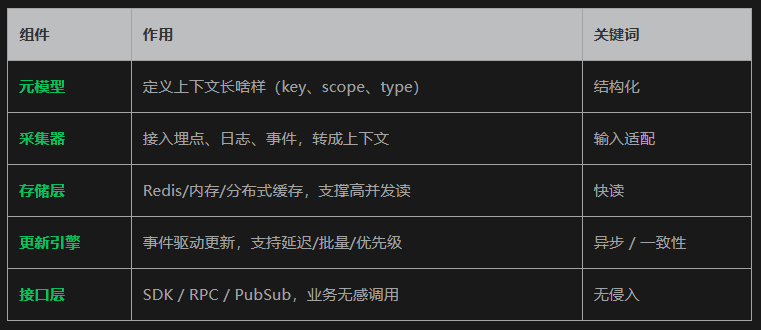 组件 作用 关键词
元模型 定义上下文长啥样（key、scope、type） 结构化
采集器 接入埋点、日志、事件，转成上下文 输入适配
存储层 Redis/内存/分布式缓存，支撑高并发读 快读
更新引擎 事件驱动更新，支持延迟/批量/优先级 异步 / 一致性
接口层 SDK / RPC / PubSub，业务无感调用 无侵入